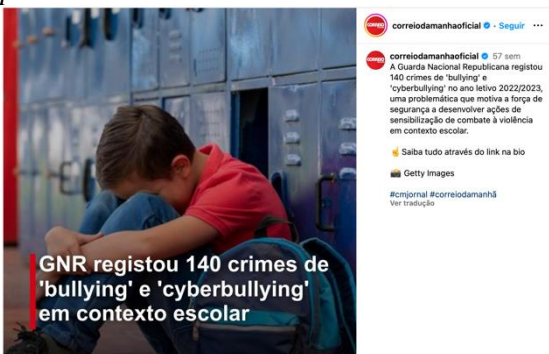 GNR registou 140 crimes de
'bullying' e 'cyberbullying'
em contexto escolar
correiodamanhaoficial · Seguir
correiodamanhaoficial 57 sem
A Guarda Nacional Republicana registou
140 crimes de 'bullying' e
'cyberbullying' no ano letivo 2022/2023,
uma problemática que motiva a força de
segurança a desenvolver ações de
sensibilização de combate à violência
em contexto escolar.
☝️ Saiba tudo através do link na bio
📸 Getty Images
#cmjornal #correiodamanhã
Ver tradução